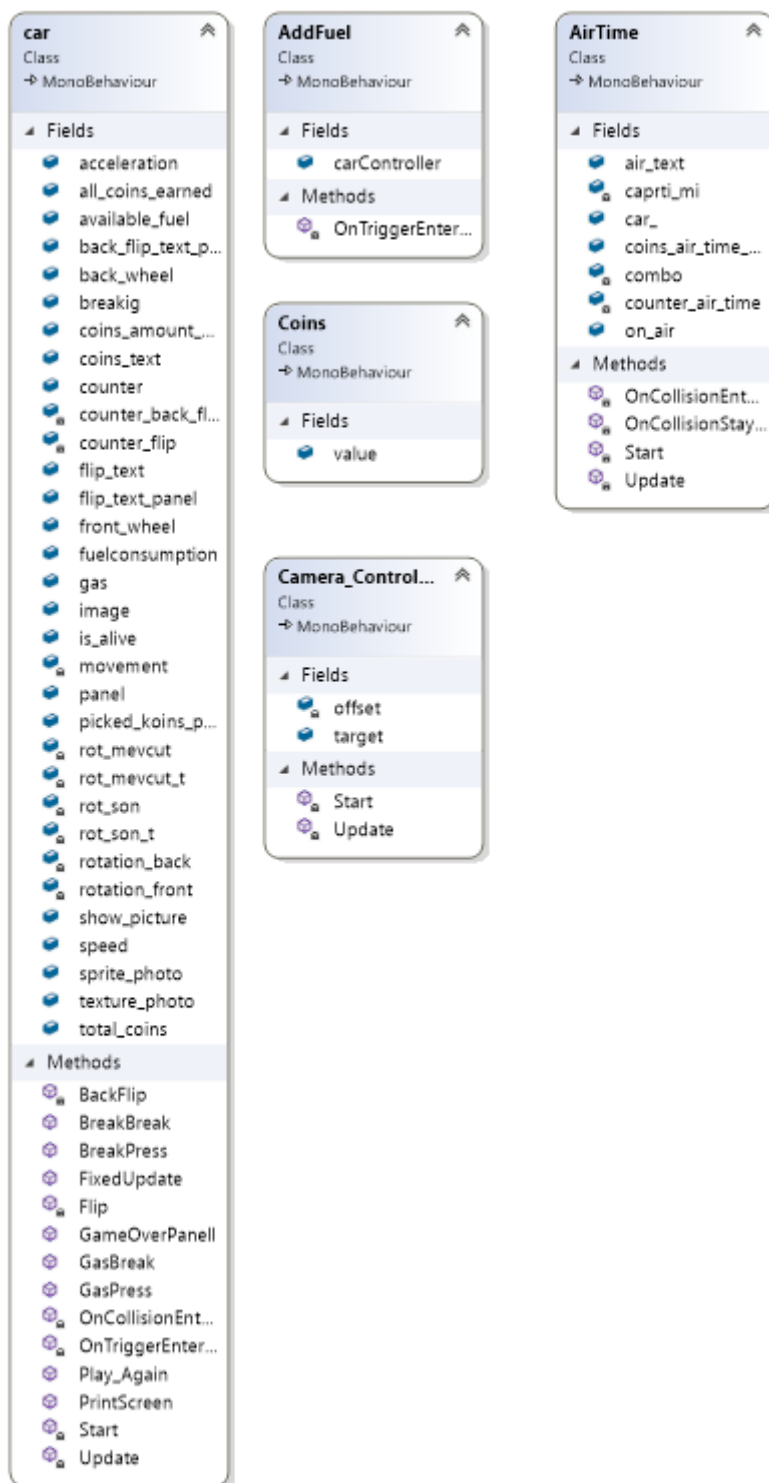 car
Class
MonoBehaviour
Fields
acceleration
all_coins_earned
available_fuel
back_flip_text_p...
back_wheel
breakig
coins_amount_...
coins_text
counter
counter_back_fl...
counter_flip
flip_text
flip_text_panel
front_wheel
fuelconsumption
gas
image
is_alive
movement
panel
picked_koins_p...
rot_mevcut
rot_mevcut_t
rot_son
rot_son_t
rotation_back
rotation_front
show_picture
speed
sprite_photo
texture_photo
total_coins
Methods
BackFlip
BreakBreak
BreakPress
FixedUpdate
Flip
GameOverPanell
GasBreak
GasPress
OnCollisionEnt...
OnTriggerEnter...
Play_Again
PrintScreen
Start
Update
AddFuel
Class
MonoBehaviour
Fields
carController
Methods
OnTriggerEnter...
Coins
Class
MonoBehaviour
Fields
value
Camera_Control...
Class
MonoBehaviour
Fields
offset
target
Methods
Start
Update
AirTime
Class
MonoBehaviour
Fields
air_text
caprti_mi
car_
coins_air_time_...
combo
counter_air_time
on_air
Methods
OnCollisionEnt...
OnCollisionStay...
Start
Update